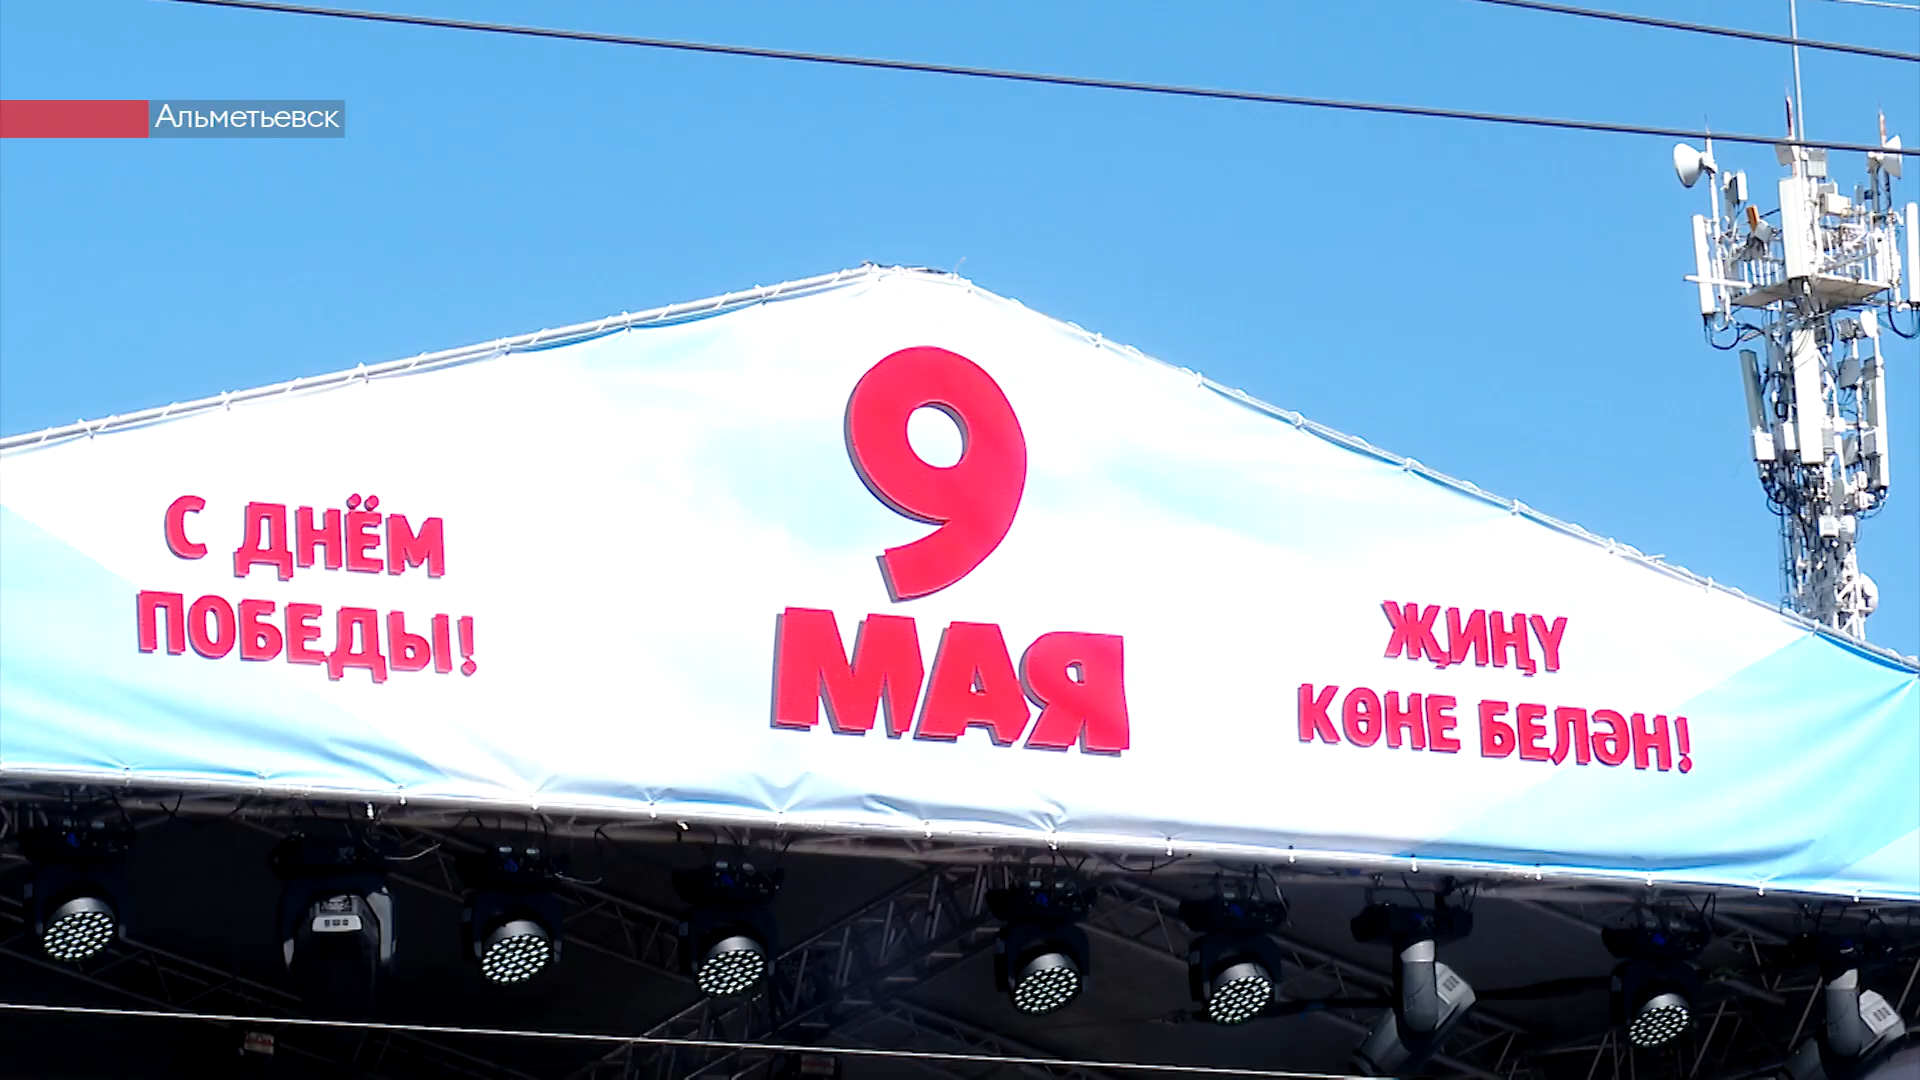 Альметьевск
С ДНЁМ
ПОБЕДЫ!
9
МАЯ
ҖИҢҮ
КӨНЕ БЕЛӘН!